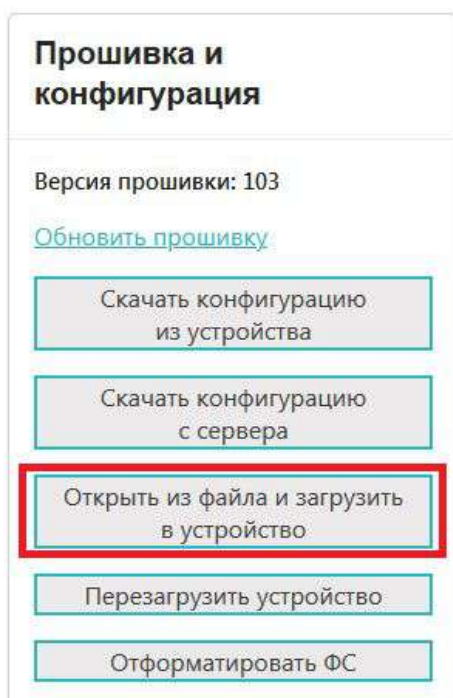 Прошивка и
конфигурация
Версия прошивки: 103
Обновить прошивку
Скачать конфигурацию
из устройства
Скачать конфигурацию
с сервера
Открыть из файла и загрузить
в устройство
Перезагрузить устройство
Отформатировать ФС